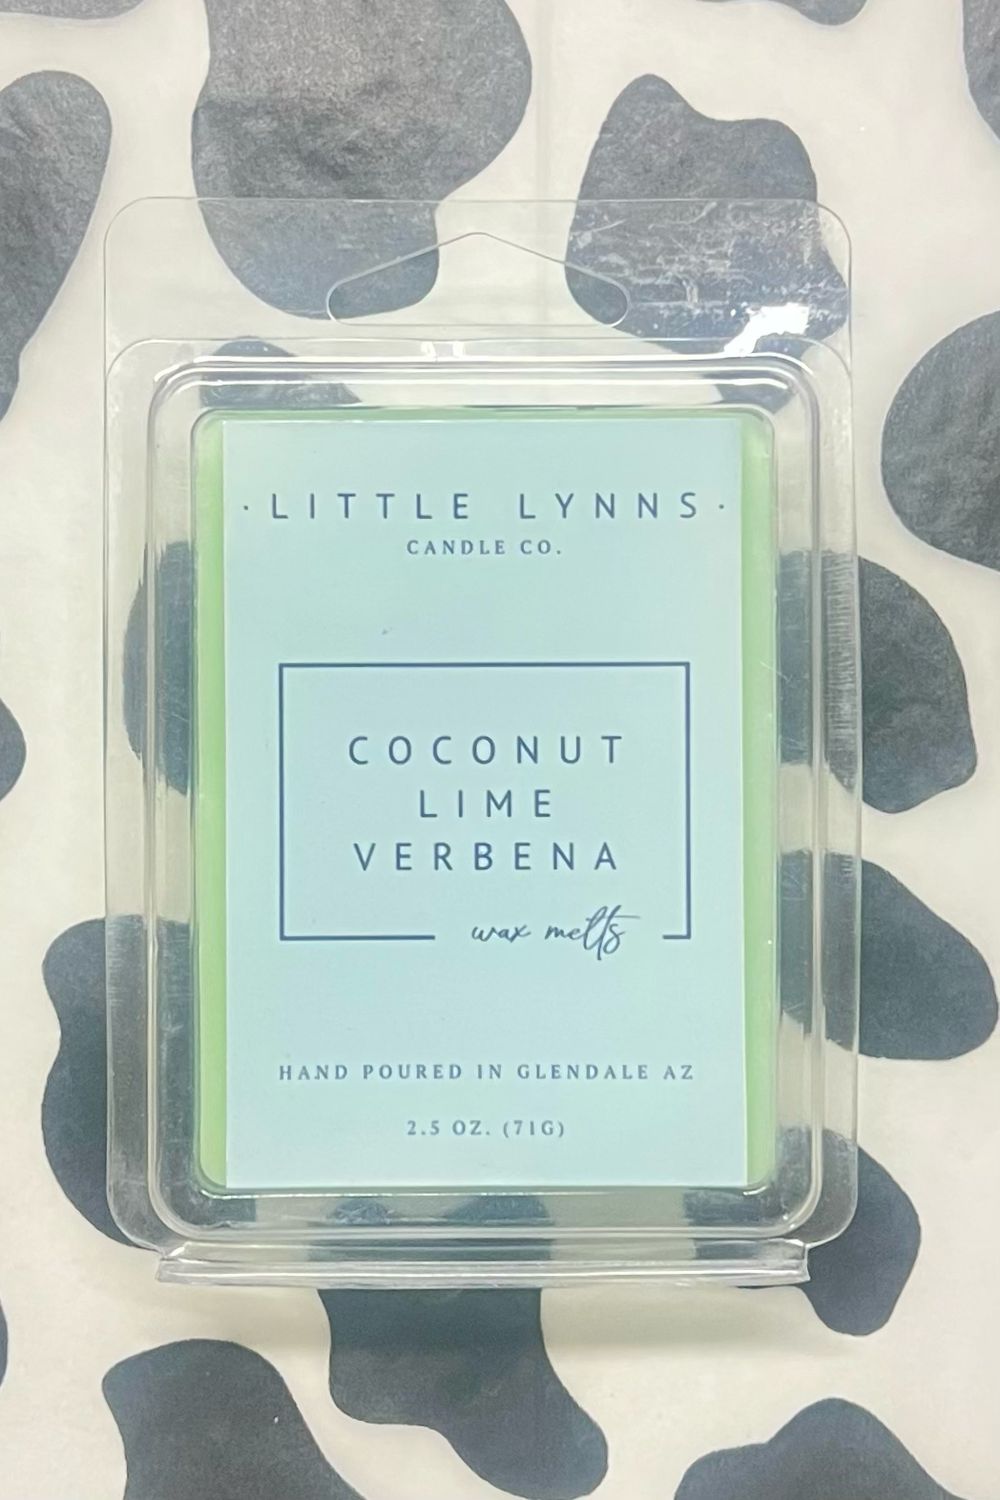 · LITTLE LYNNS ·
CANDLE CO.
COCONUT
LIME
VERBENA
wax melts
HAND POURED IN GLENDALE AZ
2.5 OZ. (71G)